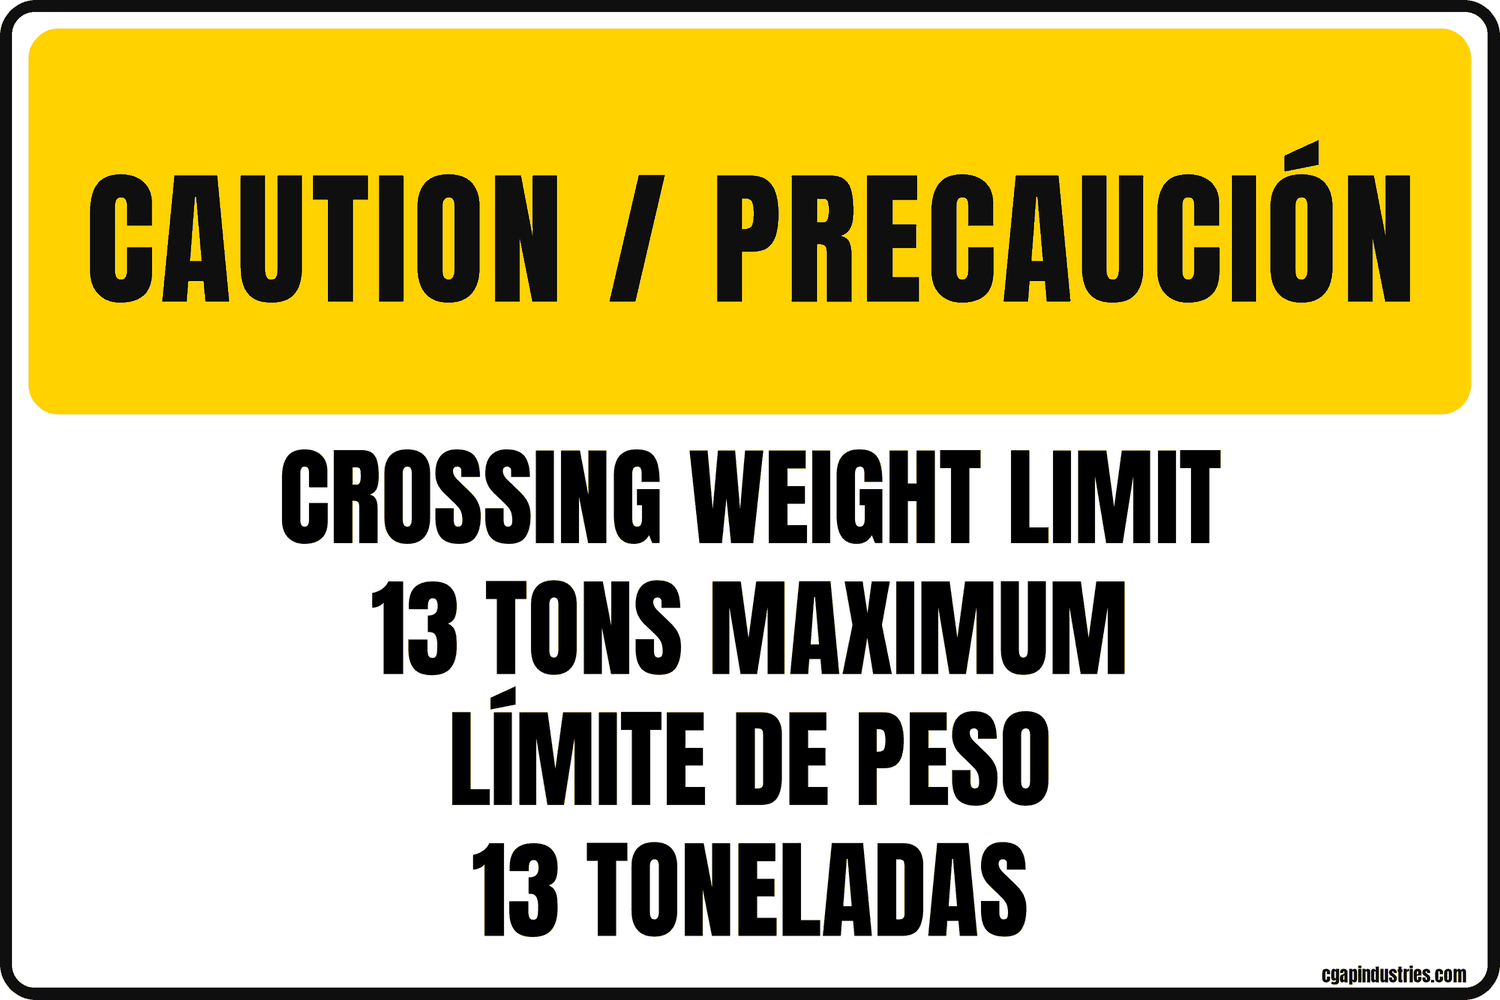 CAUTION / PRECAUCIÓN
CROSSING WEIGHT LIMIT
13 TONS MAXIMUM
LÍMITE DE PESO
13 TONELADAS
cgapindustries.com